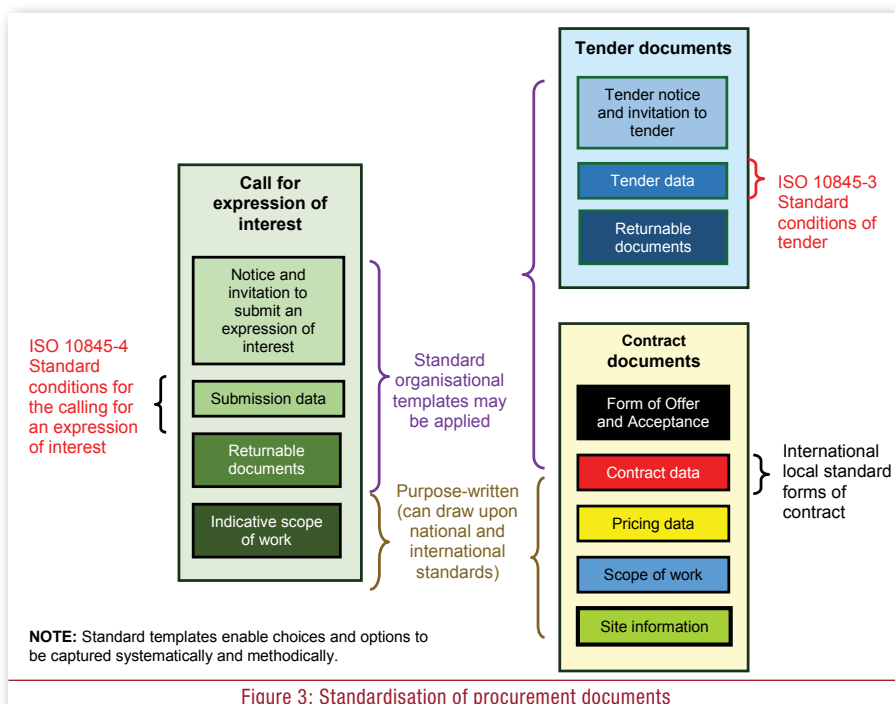 Call for
expression of
interest
Notice and
invitation to
submit an
expression of
interest
Submission data
Returnable
documents
Indicative scope
of work
ISO 10845-4
Standard
conditions for
the calling for
an expression
of interest
Standard
organisational
templates may
be applied
Purpose-written
(can draw upon
national and
international
standards)
Tender documents
Tender notice
and invitation to
tender
Tender data
Returnable
documents
ISO 10845-3
Standard
conditions of
tender
Contract
documents
Form of Offer
and Acceptance
Contract data
Pricing data
Scope of work
Site information
International
local standard
forms of
contract
NOTE: Standard templates enable choices and options to
be captured systematically and methodically.
Figure 3: Standardisation of procurement documents